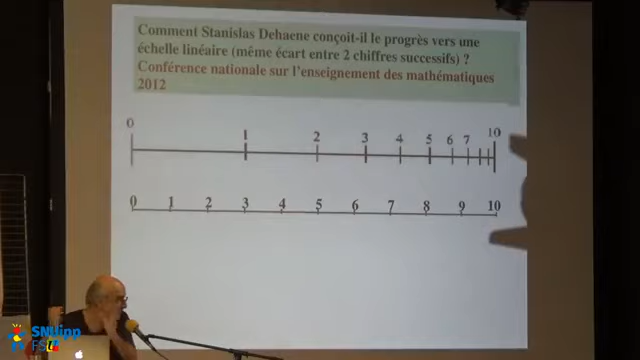 Comment Stanislas Dehaene conçoit-il le progrès vers une
échelle linéaire (même écart entre 2 chiffres successifs) ?
Conférence nationale sur l'enseignement des mathématiques
2012
0 1 2 3 4 5 6 7 10
0 1 2 3 4 5 6 7 8 9 10
SNUipp
FSU